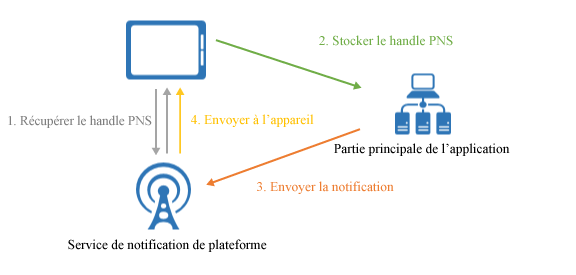 2. Stocker le handle PNS
1. Récupérer le handle PNS
4. Envoyer à l'appareil
Partie principale de l'application
3. Envoyer la notification
Service de notification de plateforme